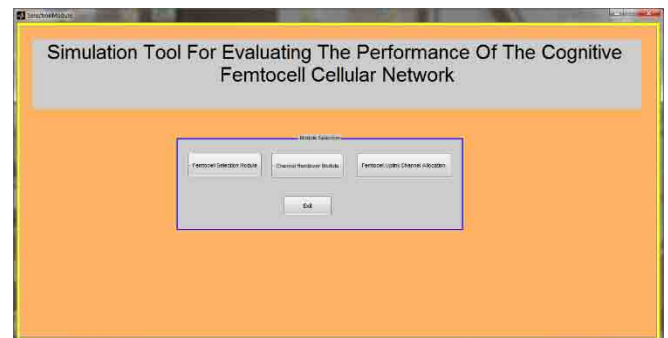 SelectionModule
Simulation Tool For Evaluating The Performance Of The Cognitive
Femtocell Cellular Network
Module Selection
Femtocell Selection Module
Channel Handover Module
Femtocell Uplink Channel Allocation
Exit